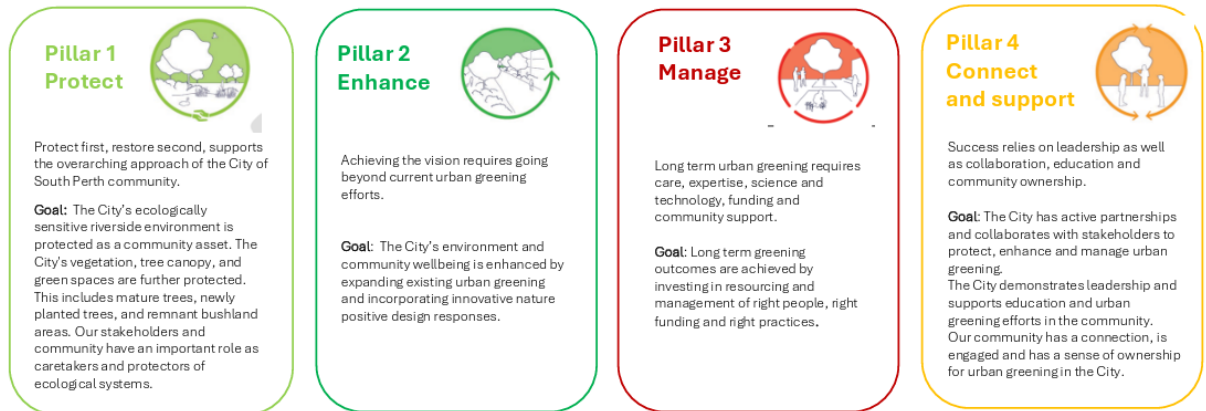 Pillar 1
Protect
Protect first, restore second, supports
the overarching approach of the City of
South Perth community.
Goal: The City's ecologically
sensitive riverside environment is
protected as a community asset. The
City's vegetation, tree canopy, and
green spaces are further protected.
This includes mature trees, newly
planted trees, and remnant bushland
areas. Our stakeholders and
community have an important role as
caretakers and protectors of
ecological systems.
Pillar 2
Enhance
Achieving the vision requires going
beyond current urban greening
efforts.
Goal: The City's environment and
community wellbeing is enhanced by
expanding existing urban greening
and incorporating innovative nature
positive design responses.
Pillar 3
Manage
Long term urban greening requires
care, expertise, science and
technology, funding and
community support.
Goal: Long term greening
outcomes are achieved by
investing in resourcing and
management of right people, right
funding and right practices.
Pillar 4
Connect
and support
Success relies on leadership as well
as collaboration, education and
community ownership.
Goal: The City has active partnerships
and collaborates with stakeholders to
protect, enhance and manage urban
greening.
The City demonstrates leadership and
supports education and urban
greening efforts in the community.
Our community has a connection, is
engaged and has a sense of ownership
for urban greening in the City.